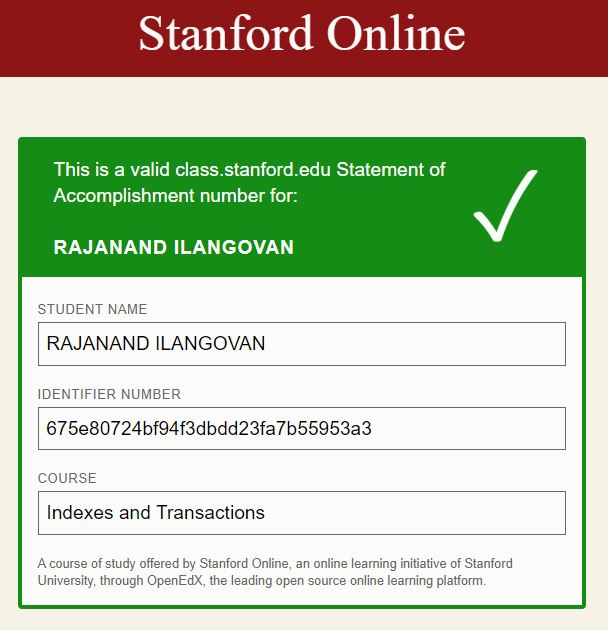 Stanford Online
This is a valid class.stanford.edu Statement of
Accomplishment number for:
RAJANAND ILANGOVAN
STUDENT NAME
RAJANAND ILANGOVAN
IDENTIFIER NUMBER
675e80724bf94f3dbdd23fa7b55953a3
COURSE
Indexes and Transactions
A course of study offered by Stanford Online, an online learning initiative of Stanford
University, through OpenEdX, the leading open source online learning platform.